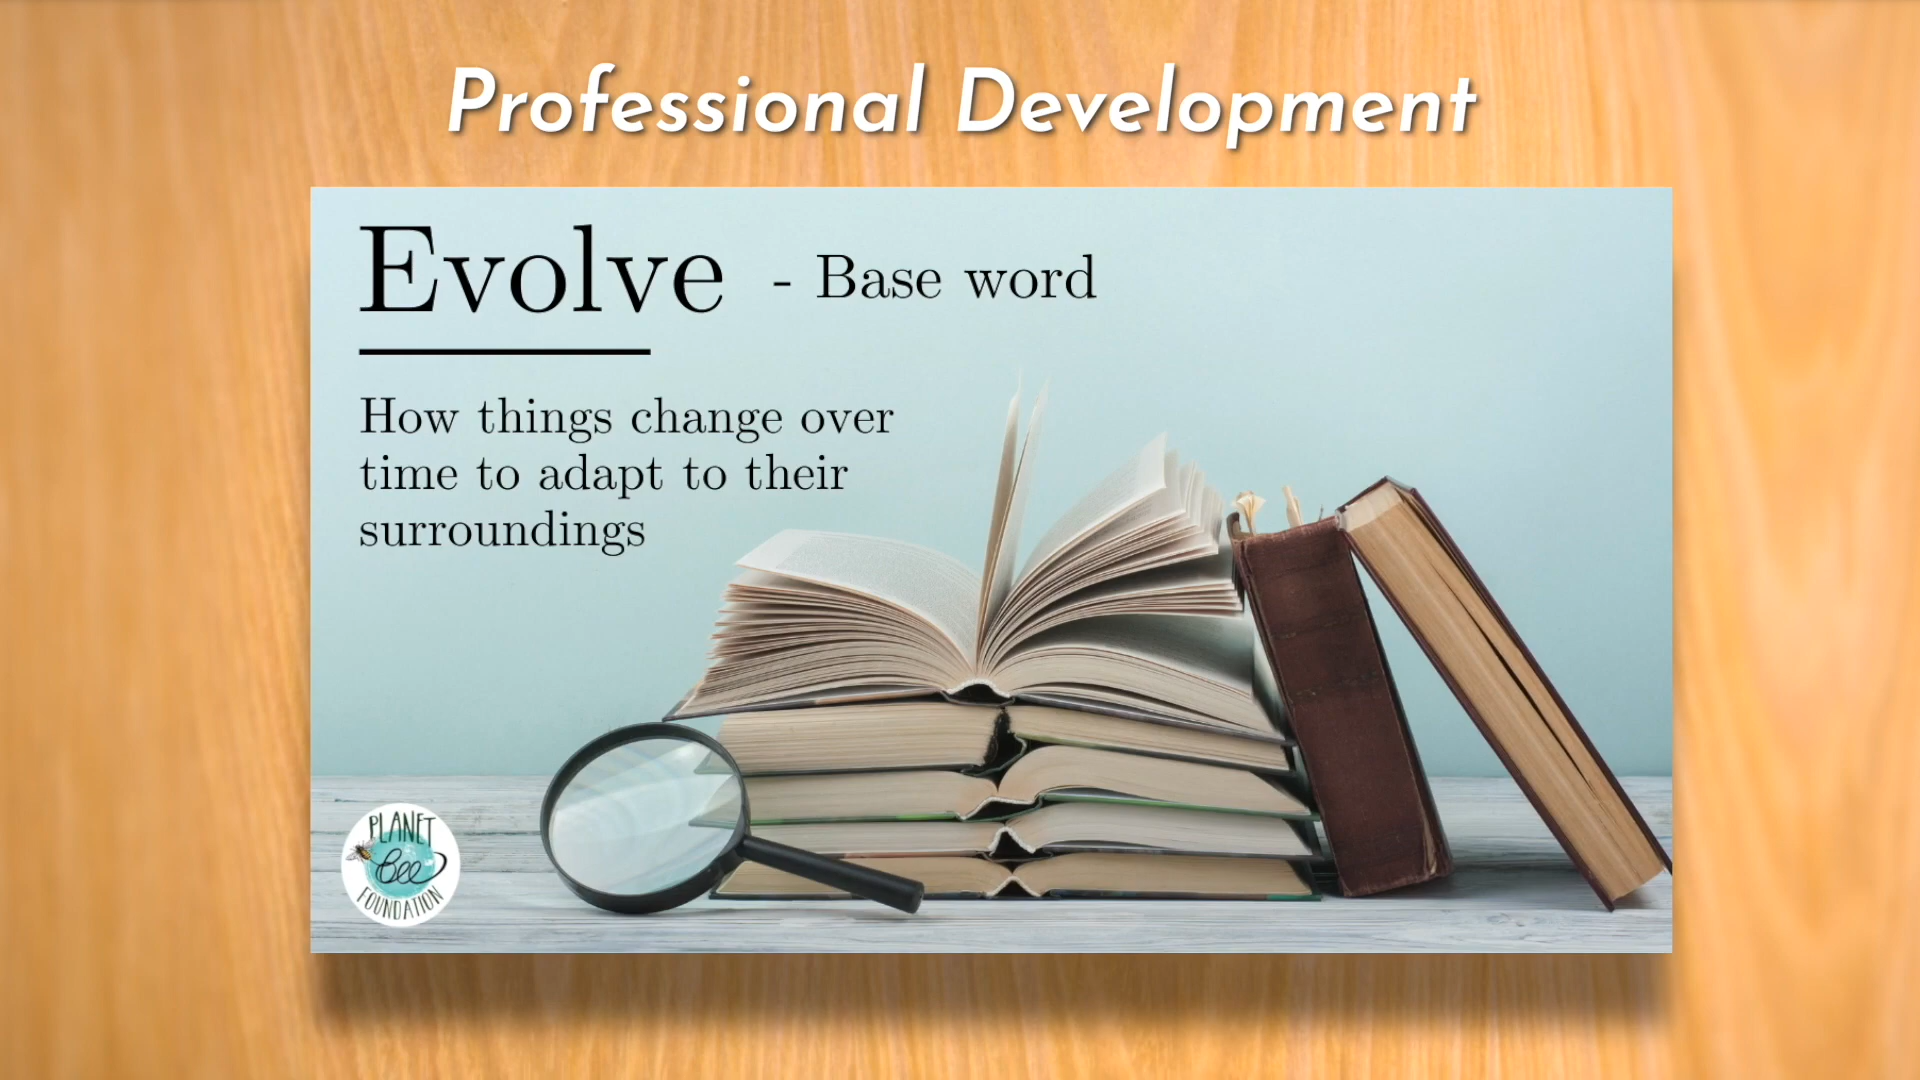 Professional Development
Evolve - Base word
How things change over
time to adapt to their
surroundings
PLANET
Bee
FOUNDATION